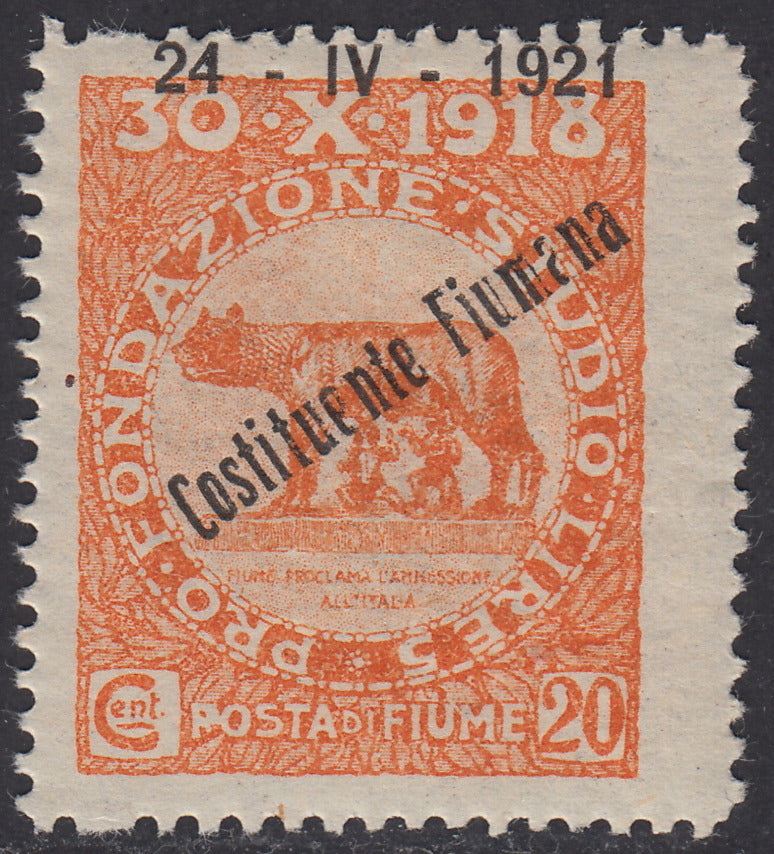 24 - IV - 1921
30·X·1918
PRO·FONDAZIONE·STUDIO·LIRE 5
Costituente Fiumana
FIUME PROCLAMA L'ANNESSIONE
ALL'ITALIA
Cent. POSTA DI FIUME 20